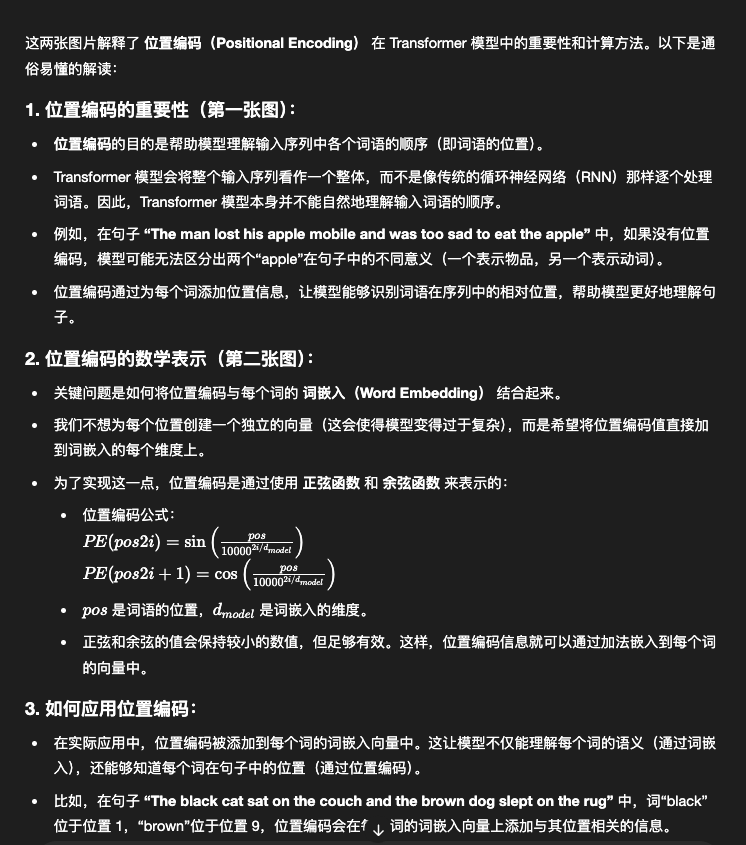 这两张图片解释了 位置编码（Positional Encoding） 在 Transformer 模型中的重要性和计算方法。以下是通
俗易懂的解读：
1. 位置编码的重要性（第一张图）：
• 位置编码的目的是帮助模型理解输入序列中各个词语的顺序（即词语的位置）。
• Transformer 模型会将整个输入序列看作一个整体，而不是像传统的循环神经网络（RNN）那样逐个处理
词语。因此，Transformer 模型本身并不能自然地理解输入词语的顺序。
• 例如，在句子 “The man lost his apple mobile and was too sad to eat the apple” 中，如果没有位置
编码，模型可能无法区分出两个“apple”在句子中的不同意义（一个表示物品，另一个表示动词）。
• 位置编码通过为每个词添加位置信息，让模型能够识别词语在序列中的相对位置，帮助模型更好地理解句
子。
2. 位置编码的数学表示（第二张图）：
• 关键问题是如何将位置编码与每个词的 词嵌入（Word Embedding） 结合起来。
• 我们不想为每个位置创建一个独立的向量（这会使得模型变得过于复杂），而是希望将位置编码值直接加
到词嵌入的每个维度上。
• 为了实现这一点，位置编码是通过使用 正弦函数 和 余弦函数 来表示的：
• 位置编码公式：
PE(pos2i) = sin(pos / 10000^{2i/d_{model}})
PE(pos2i + 1) = cos(pos / 10000^{2i/d_{model}})
• pos 是词语的位置，d_{model} 是词嵌入的维度。
• 正弦和余弦的值会保持较小的数值，但足够有效。这样，位置编码信息就可以通过加法嵌入到每个词
的向量中。
3. 如何应用位置编码：
• 在实际应用中，位置编码被添加到每个词的词嵌入向量中。这让模型不仅能理解每个词的语义（通过词嵌
入），还能够知道每个词在句子中的位置（通过位置编码）。
• 比如，在句子 “The black cat sat on the couch and the brown dog slept on the rug” 中，词“black”
位于位置 1，“brown”位于位置 9，位置编码会在 词的词嵌入向量上添加与其位置相关的信息。